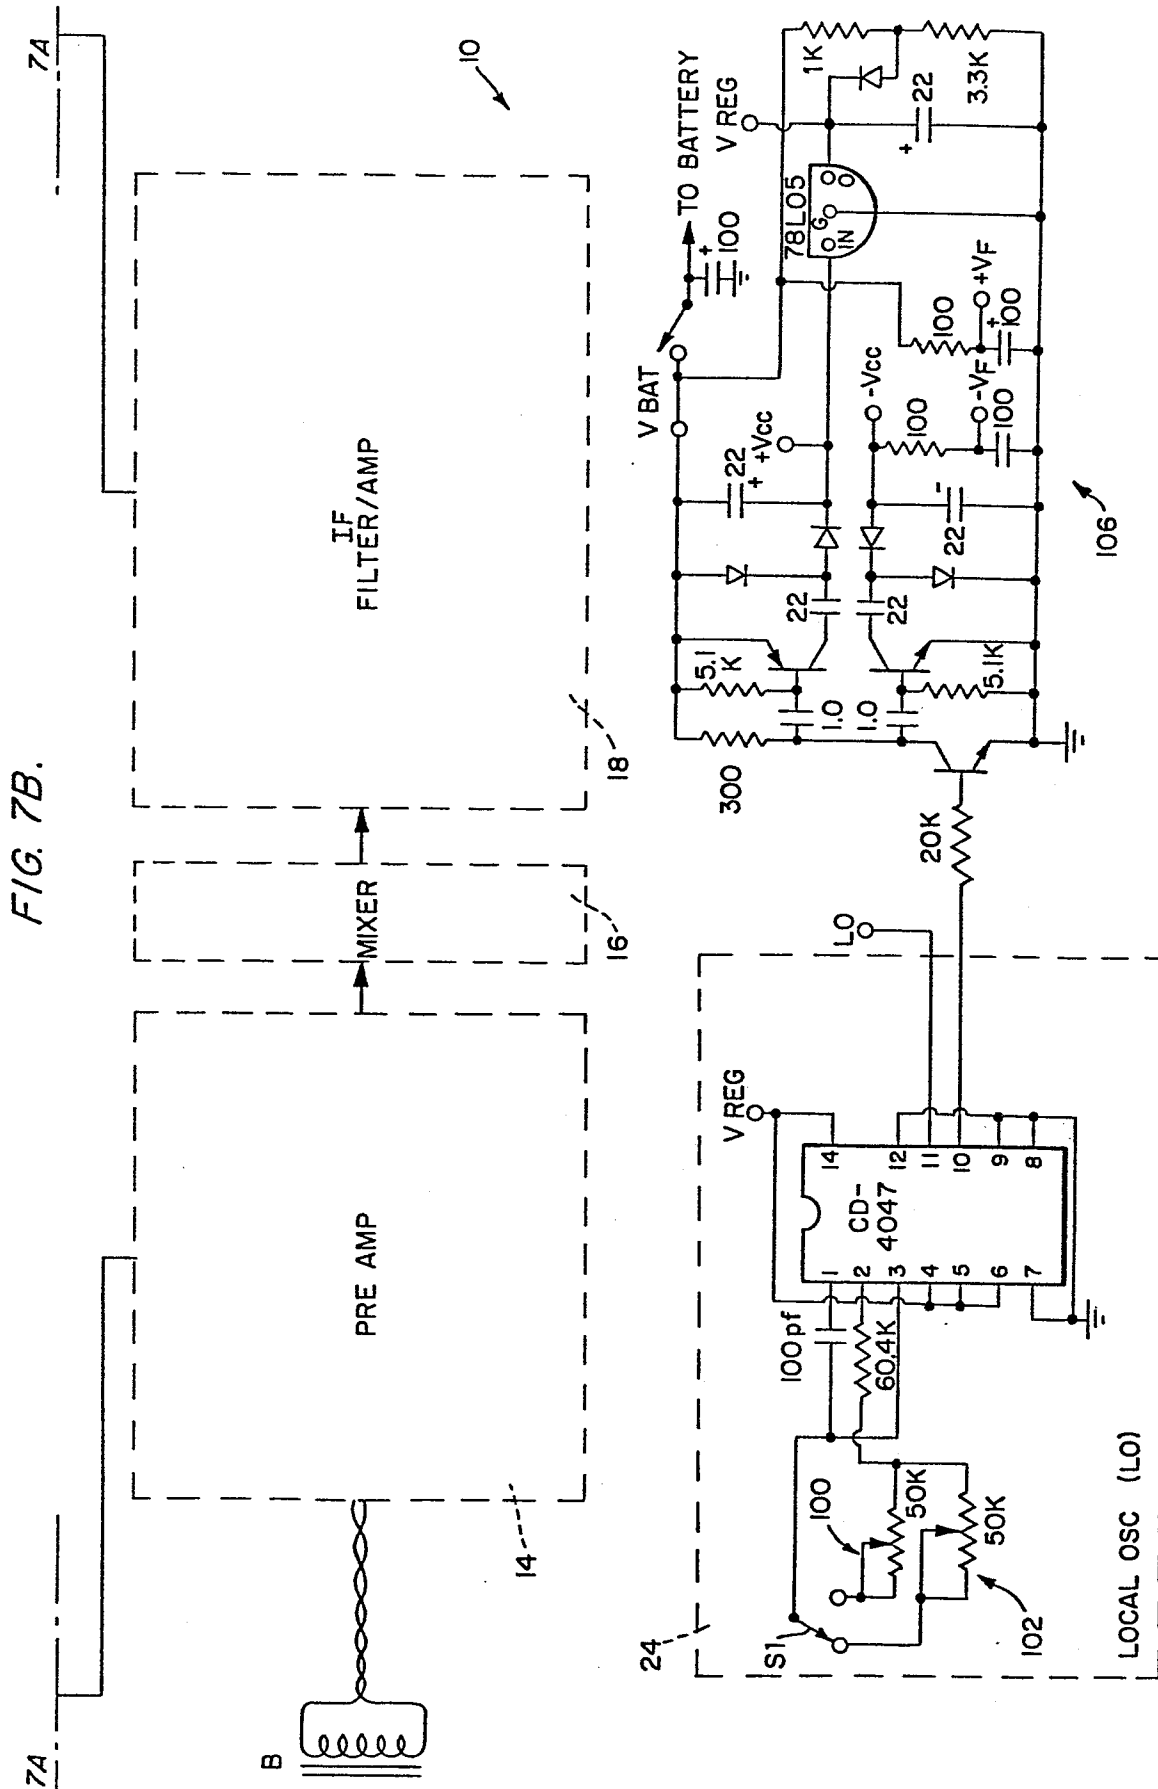 FIG. 7B.
7A
7A
10
B
PRE AMP
14
MIXER
16
IF
FILTER/AMP
18
24
S1
100
50K
50K
102
LOCAL OSC (LO)
100pf
60.4K
V REG
CD-
4047
1
2
3
4
5
6
7
14
12
11
10
9
8
LO
20K
300
5.1
K
1.0
1.0
5.1K
22
22
22
+
+Vcc
22
-
-Vcc
100
-VF
100
V BAT
TO BATTERY
+
100
100
+VF
+
100
78L05
IN
G
O
V REG
+
22
1K
3.3K
106